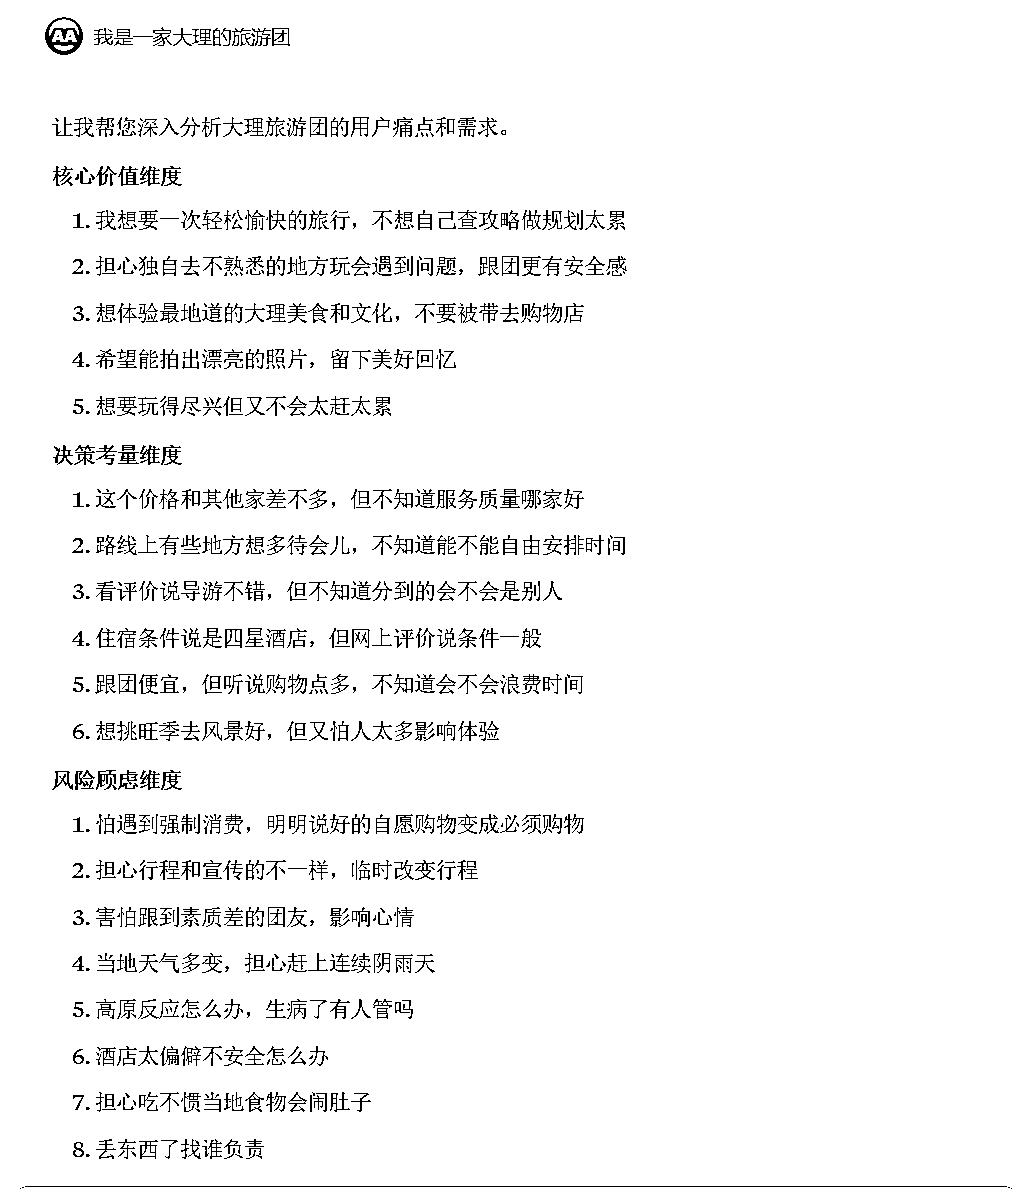 我是一家大理的旅游团
让我帮您深入分析大理旅游团的用户痛点和需求。
核心价值维度
1. 我想要一次轻松愉快的旅行，不想自己查攻略做规划太累
2. 担心独自去不熟悉的地方玩会遇到问题，跟团更有安全感
3. 想体验最地道的大理美食和文化，不要被带去购物店
4. 希望能拍出漂亮的照片，留下美好回忆
5. 想要玩得尽兴但又不会太赶太累
决策考量维度
1. 这个价格和其他家差不多，但不知道服务质量哪家好
2. 路线上有些地方想多待会儿，不知道能不能自由安排时间
3. 看评价说导游不错，但不知道分到的会不会是别人
4. 住宿条件说是四星酒店，但网上评价说条件一般
5. 跟团便宜，但听说购物点多，不知道会不会浪费时间
6. 想挑旺季去风景好，但又怕人太多影响体验
风险顾虑维度
1. 怕遇到强制消费，明明说好的自愿购物变成必须购物
2. 担心行程和宣传的不一样，临时改变行程
3. 害怕跟到素质差的团友，影响心情
4. 当地天气多变，担心赶上连续阴雨天
5. 高原反应怎么办，生病了有人管吗
6. 酒店太偏僻不安全怎么办
7. 担心吃不惯当地食物会闹肚子
8. 丢东西了找谁负责